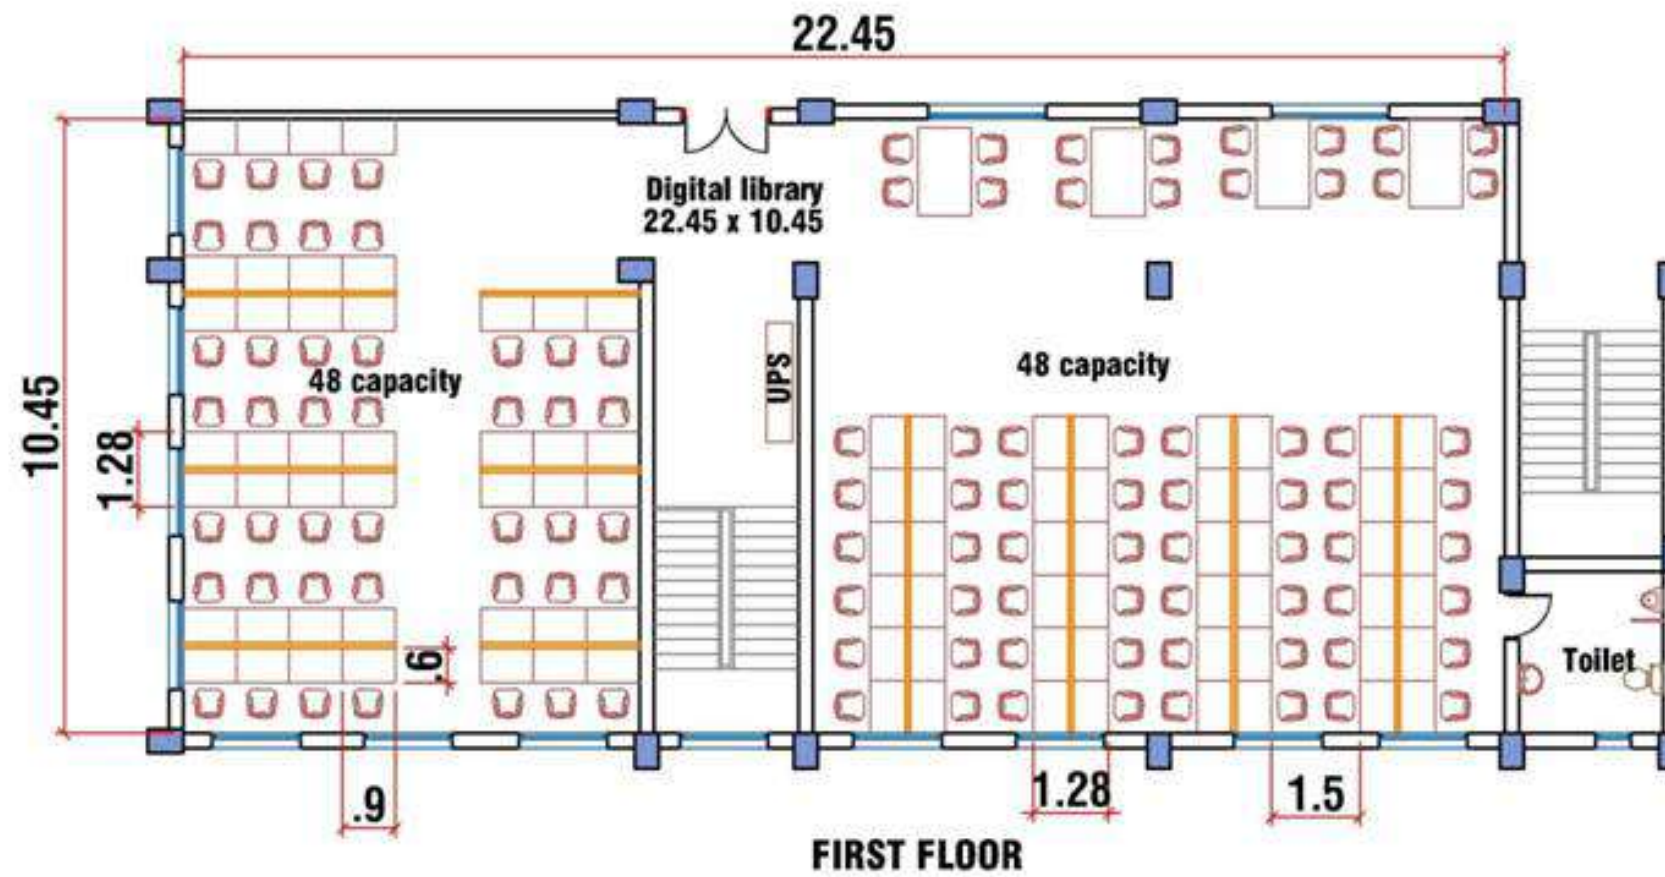 22.45
Digital library
22.45 x 10.45
10.45
1.28
48 capacity
UPS
48 capacity
.6
Toilet
.9
1.28
1.5
FIRST FLOOR